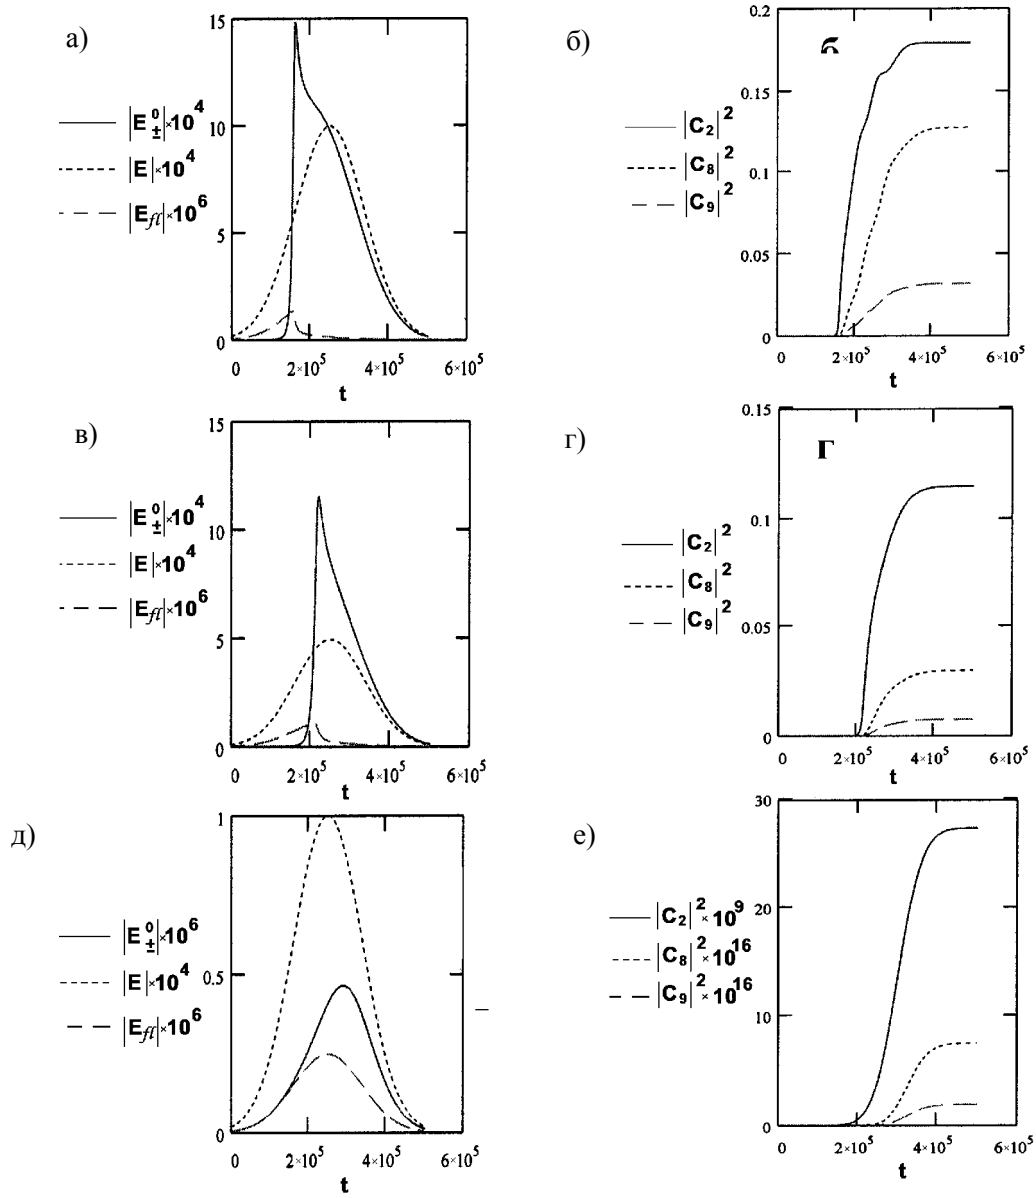 а)
15
10
5
0
|E⁰±|×10⁴
|E|×10⁴
|E_fl|×10⁶
0 2×10⁵ 4×10⁵ 6×10⁵
t
б)
б
0.2
0.15
0.1
0.05
0
|C₂|²
|C₈|²
|C₉|²
0 2×10⁵ 4×10⁵ 6×10⁵
t
в)
15
10
5
0
|E⁰±|×10⁴
|E|×10⁴
|E_fl|×10⁶
0 2×10⁵ 4×10⁵ 6×10⁵
t
г)
г
0.15
0.1
0.05
0
|C₂|²
|C₈|²
|C₉|²
0 2×10⁵ 4×10⁵ 6×10⁵
t
д)
1
0.5
0
|E⁰±|×10⁶
|E|×10⁴
|E_fl|×10⁶
0 2×10⁵ 4×10⁵ 6×10⁵
t
е)
30
20
10
0
|C₂|²×10⁹
|C₈|²×10¹⁶
|C₉|²×10¹⁶
0 2×10⁵ 4×10⁵ 6×10⁵
t